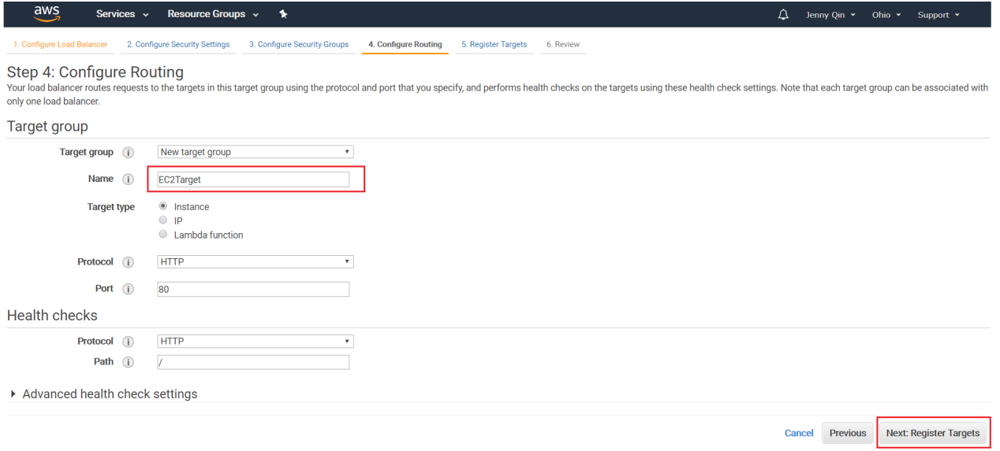 aws Services Resource Groups Jenny Qin Ohio Support
1. Configure Load Balancer 2. Configure Security Settings 3. Configure Security Groups 4. Configure Routing 5. Register Targets 6. Review
Step 4: Configure Routing
Your load balancer routes requests to the targets in this target group using the protocol and port that you specify, and performs health checks on the targets using these health check settings. Note that each target group can be associated with
only one load balancer.
Target group
Target group i New target group
Name i EC2Target
Target type Instance
IP
Lambda function
Protocol i HTTP
Port i 80
Health checks
Protocol i HTTP
Path i /
Advanced health check settings
Cancel Previous Next: Register Targets